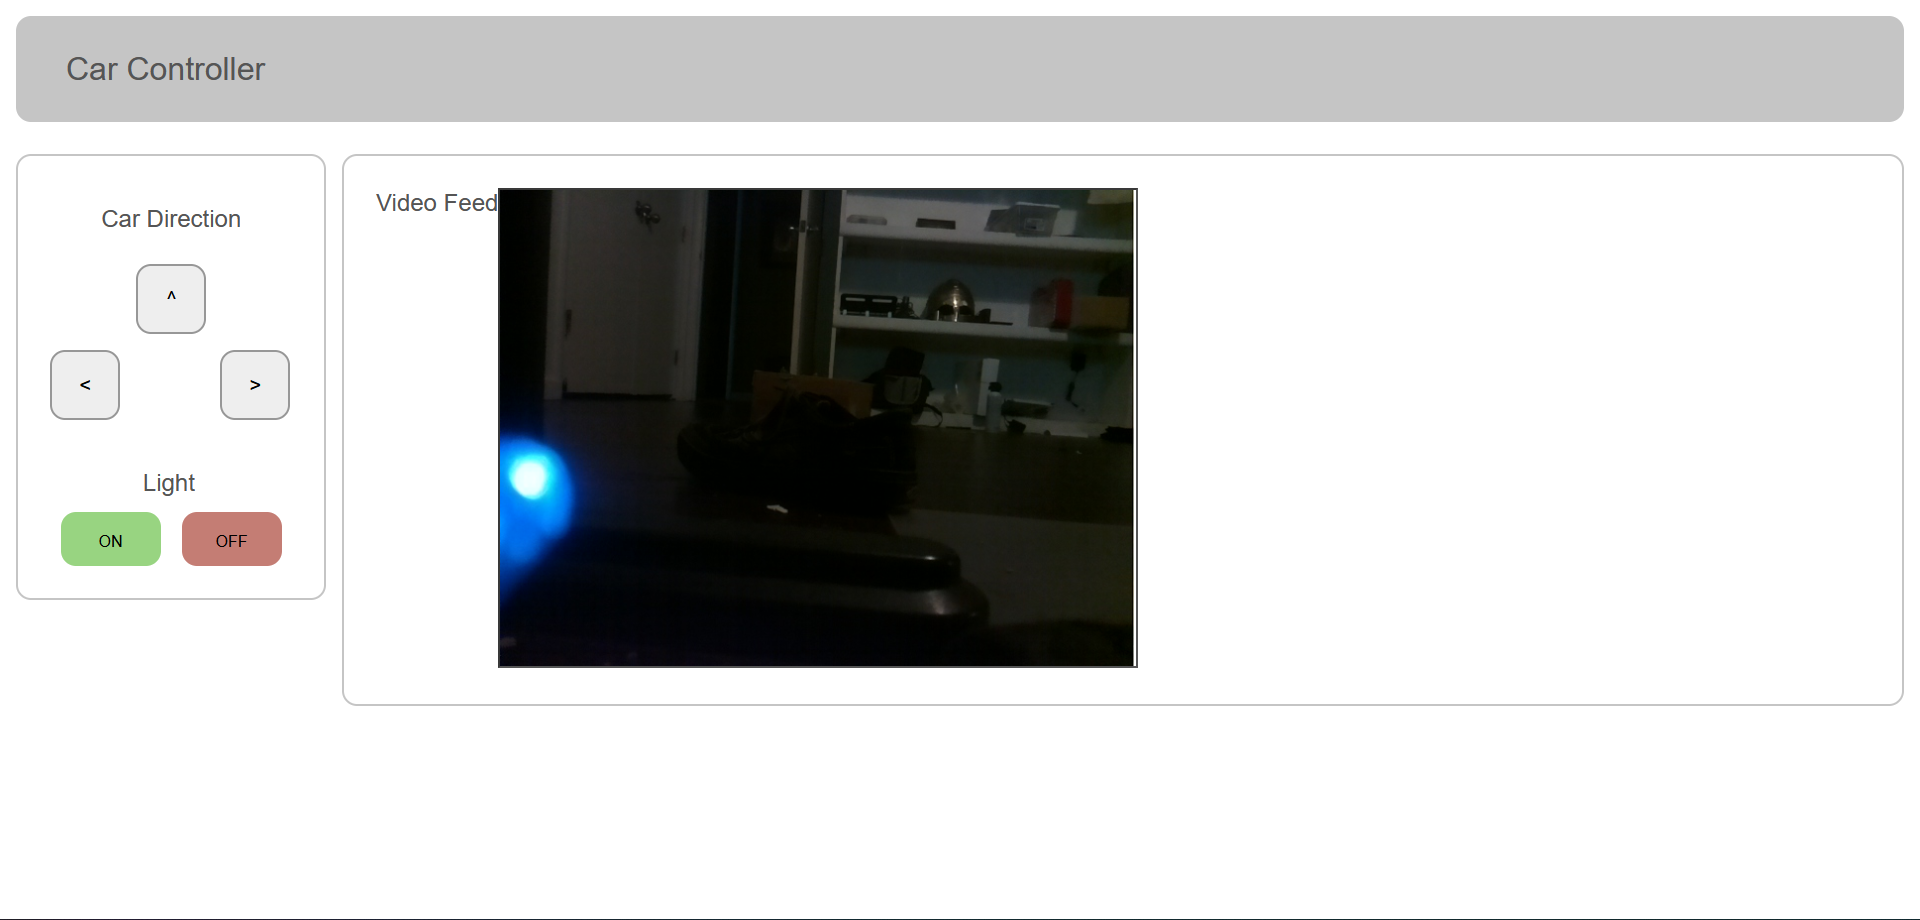 Car Controller
Car Direction
^
< >
Light
ON OFF
Video Feed